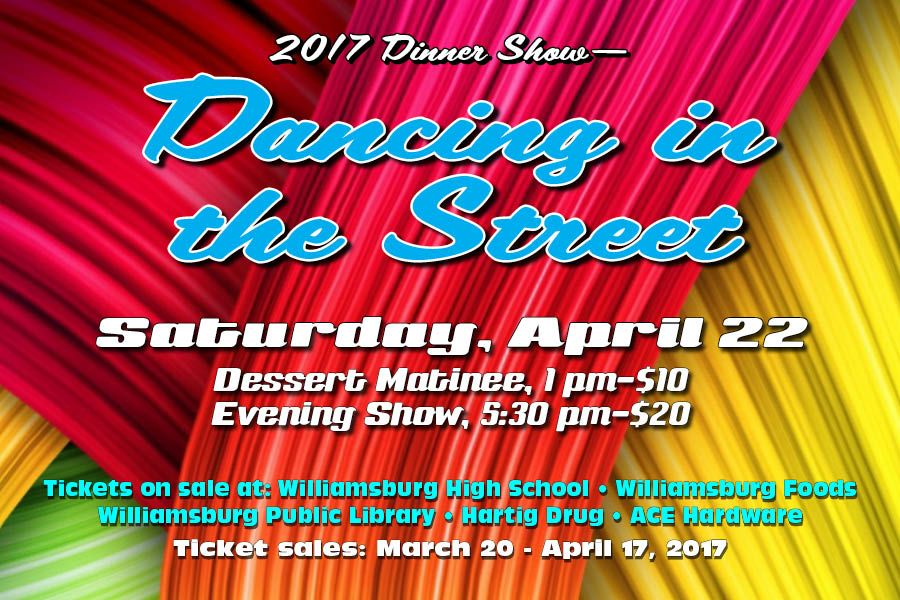 2017 Dinner Show—
Dancing in
the Street
Saturday, April 22
Dessert Matinee, 1 pm–$10
Evening Show, 5:30 pm–$20
Tickets on sale at: Williamsburg High School • Williamsburg Foods
Williamsburg Public Library • Hartig Drug • ACE Hardware
Ticket sales: March 20 - April 17, 2017